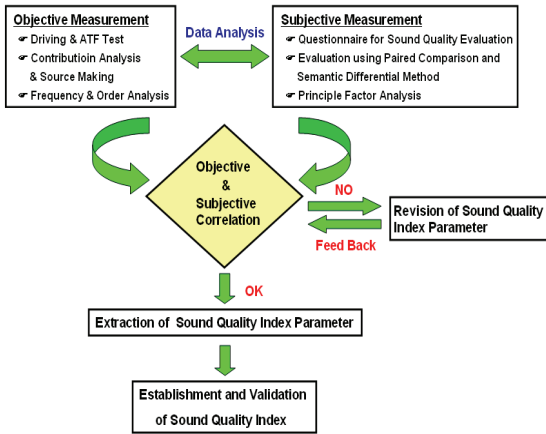 Objective Measurement
☞ Driving & ATF Test
☞ Contributioin Analysis
& Source Making
☞ Frequency & Order Analysis
Data Analysis
Subjective Measurement
☞ Questionnaire for Sound Quality Evaluation
☞ Evaluation using Paired Comparison and
Semantic Differential Method
☞ Principle Factor Analysis
Objective
&
Subjective
Correlation
NO
Feed Back
Revision of Sound Quality
Index Parameter
OK
Extraction of Sound Quality Index Parameter
Establishment and Validation
of Sound Quality Index